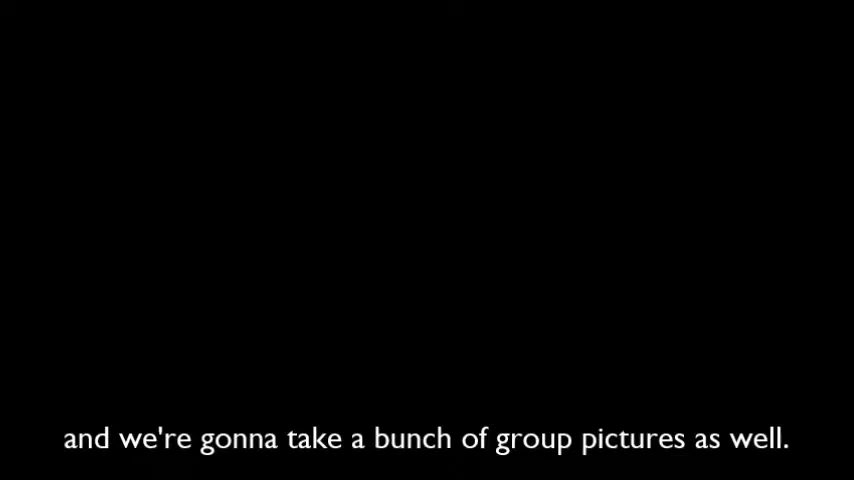 and we're gonna take a bunch of group pictures as well.